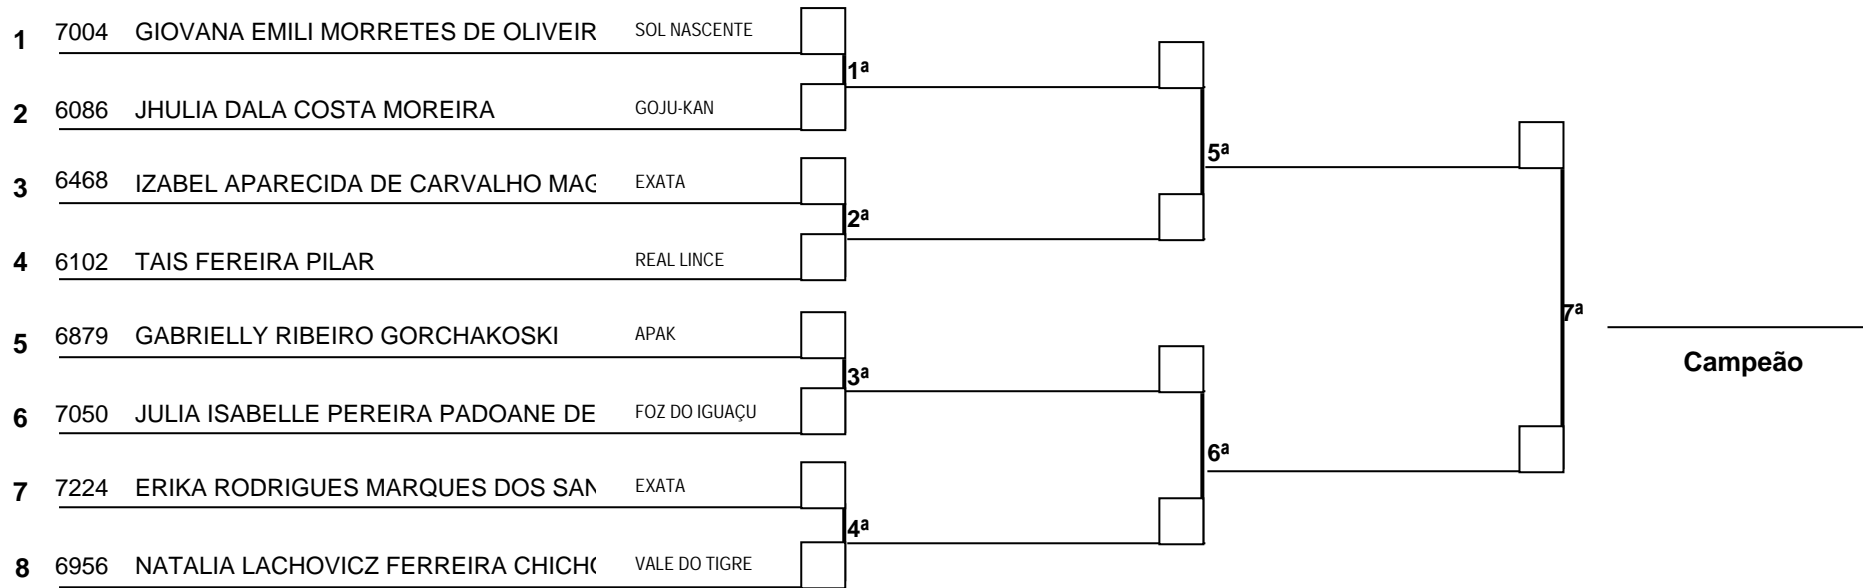 1 7004 GIOVANA EMILI MORRETES DE OLIVEIR SOL NASCENTE
1ª
2 6086 JHULIA DALA COSTA MOREIRA GOJU-KAN
5ª
3 6468 IZABEL APARECIDA DE CARVALHO MAG EXATA
2ª
4 6102 TAIS FEREIRA PILAR REAL LINCE
7ª
5 6879 GABRIELLY RIBEIRO GORCHAKOSKI APAK
Campeão
3ª
6 7050 JULIA ISABELLE PEREIRA PADOANE DE FOZ DO IGUAÇU
6ª
7 7224 ERIKA RODRIGUES MARQUES DOS SAN EXATA
4ª
8 6956 NATALIA LACHOVICZ FERREIRA CHICHO VALE DO TIGRE